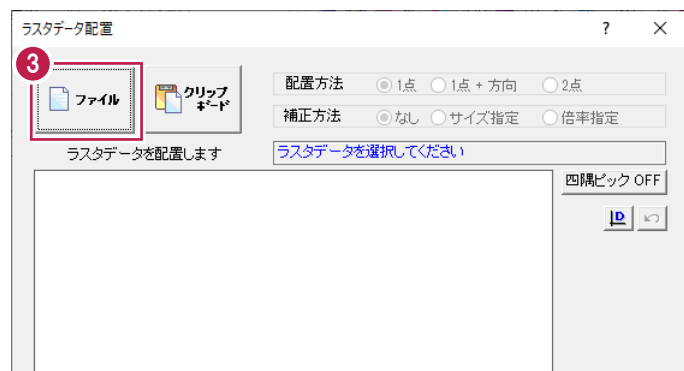 ラスタデータ配置
?
3
ファイル
クリップ
ボード
配置方法 1点 1点 + 方向 2点
補正方法 なし サイズ指定 倍率指定
ラスタデータを配置します
ラスタデータを選択してください
四隅ピック OFF
D